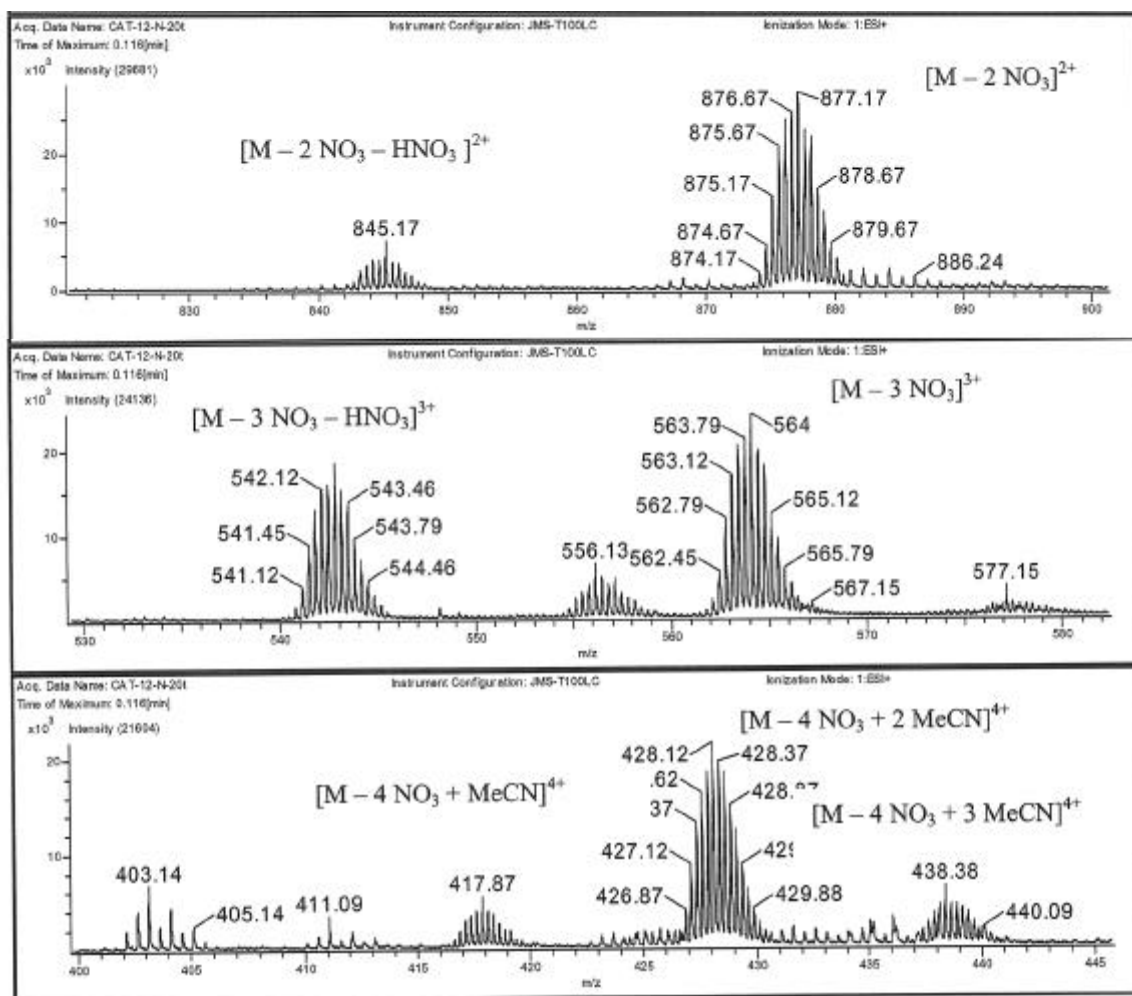 Acq. Data Name: CAT-12-N-20t Instrument Configuration: JMS-T100LC Ionization Mode: 1:ESI+
Time of Maximum: 0.116[min]
x10³ Intensity (29681)
[M – 2 NO₃]²⁺
876.67 877.17
875.67
[M – 2 NO₃ – HNO₃ ]²⁺
20
875.17 878.67
845.17
10
874.67 879.67
874.17 886.24
0
830 840 850 860 870 880 890 900
m/z
Acq. Data Name: CAT-12-N-20t Instrument Configuration: JMS-T100LC Ionization Mode: 1:ESI+
Time of Maximum: 0.116[min]
x10³ Intensity (24136)
[M – 3 NO₃]³⁺
[M – 3 NO₃ – HNO₃]³⁺
563.79 564
20
563.12
542.12 543.46
562.79 565.12
541.45 543.79
10
556.13 562.45 565.79
541.12 544.46
567.15 577.15
530 540 550 560 570 580
m/z
Acq. Data Name: CAT-12-N-20t Instrument Configuration: JMS-T100LC Ionization Mode: 1:ESI+
Time of Maximum: 0.116[min]
x10³ Intensity (21604)
[M – 4 NO₃ + 2 MeCN]⁴⁺
20
428.12 428.37
[M – 4 NO₃ + MeCN]⁴⁺
.62
[M – 4 NO₃ + 3 MeCN]⁴⁺
37
427.12
10
403.14 438.38
417.87 426.87 429.88
405.14 411.09 440.09
400 405 410 415 420 425 430 435 440 445
m/z